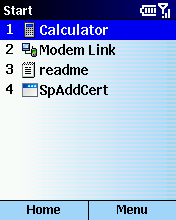 Start
1 Calculator
2 Modem Link
3 readme
4 SpAddCert
Home Menu